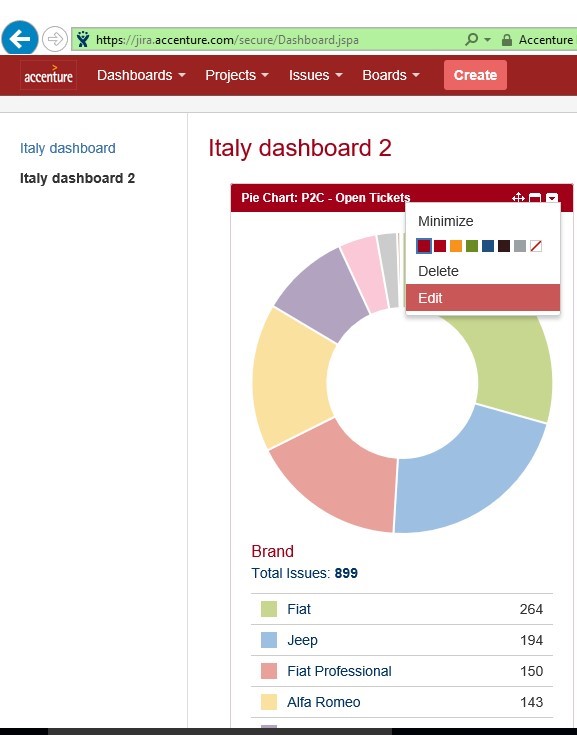 https://jira.accenture.com/secure/Dashboard.jspa
Accenture
accenture
Dashboards
Projects
Issues
Boards
Create
Italy dashboard
Italy dashboard 2
Italy dashboard 2
Pie Chart: P2C - Open Tickets
Minimize
Delete
Edit
Brand
Total Issues: 899
Fiat 264
Jeep 194
Fiat Professional 150
Alfa Romeo 143